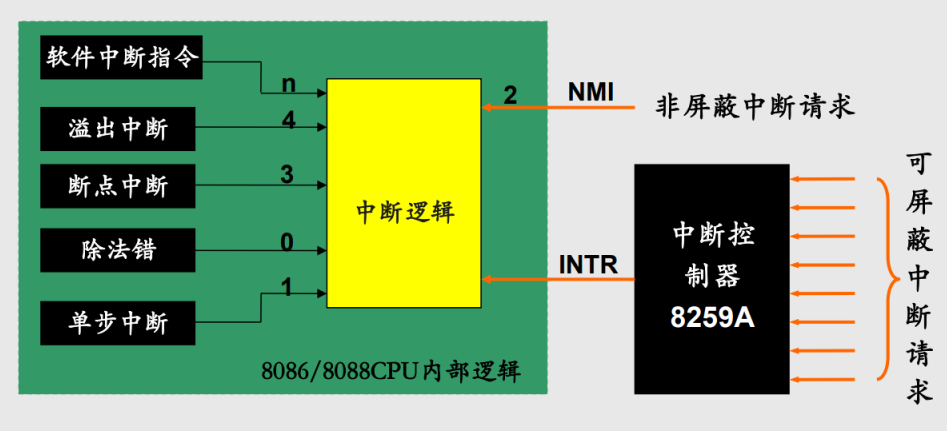 软件中断指令
n
溢出中断
4
断点中断
3
除法错
0
单步中断
1
中断逻辑
8086/8088CPU内部逻辑
2
NMI
非屏蔽中断请求
INTR
中断控
制器
8259A
可
屏
蔽
中
断
请
求